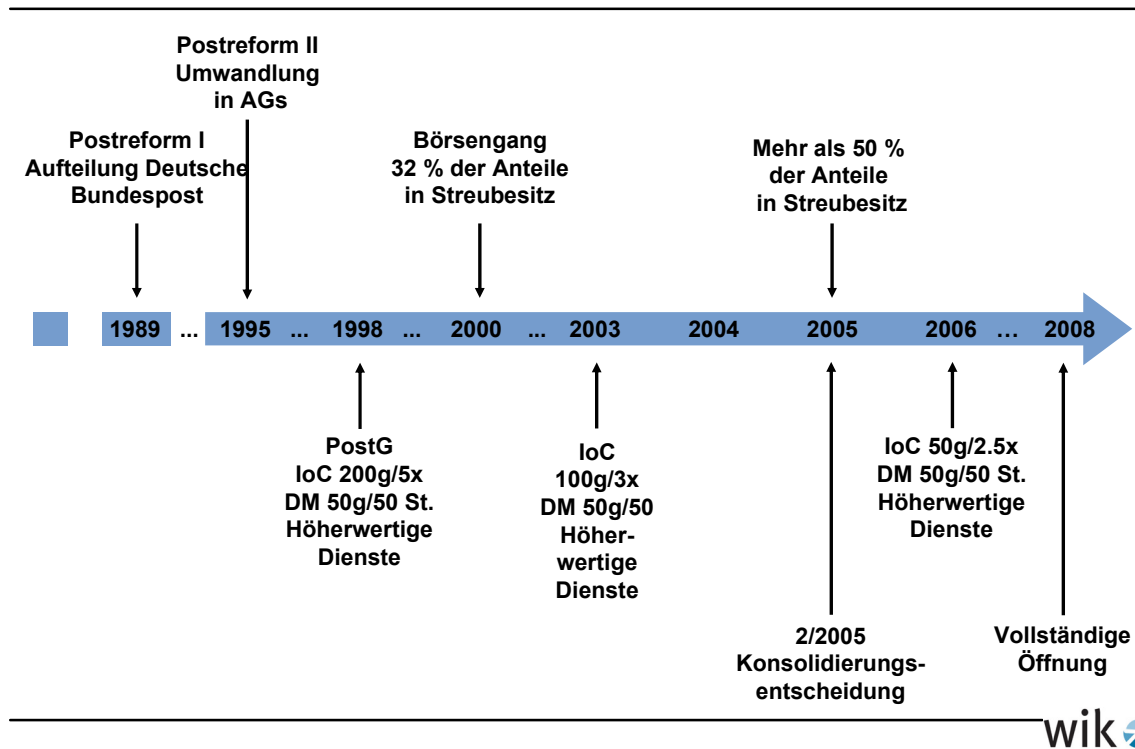 Postreform II
Umwandlung
in AGs
Postreform I
Aufteilung Deutsche
Bundespost
Börsengang
32 % der Anteile
in Streubesitz
Mehr als 50 %
der Anteile
in Streubesitz
1989 ... 1995 ... 1998 ... 2000 ... 2003 2004 2005 2006 ... 2008
PostG
IoC 200g/5x
DM 50g/50 St.
Höherwertige
Dienste
IoC
100g/3x
DM 50g/50
Höher-
wertige
Dienste
IoC 50g/2.5x
DM 50g/50 St.
Höherwertige
Dienste
2/2005
Konsolidierungs-
entscheidung
Vollständige
Öffnung
wik